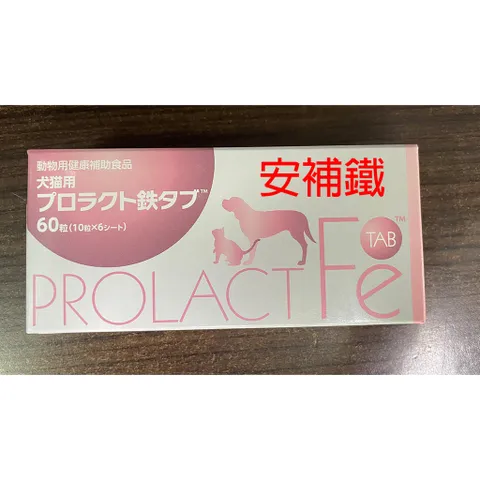 動物用健康補助食品
犬猫用
プロラクト鉄タブ™
60粒(10粒×6シート)
安補鐵
PROLACT Fe™
TAB